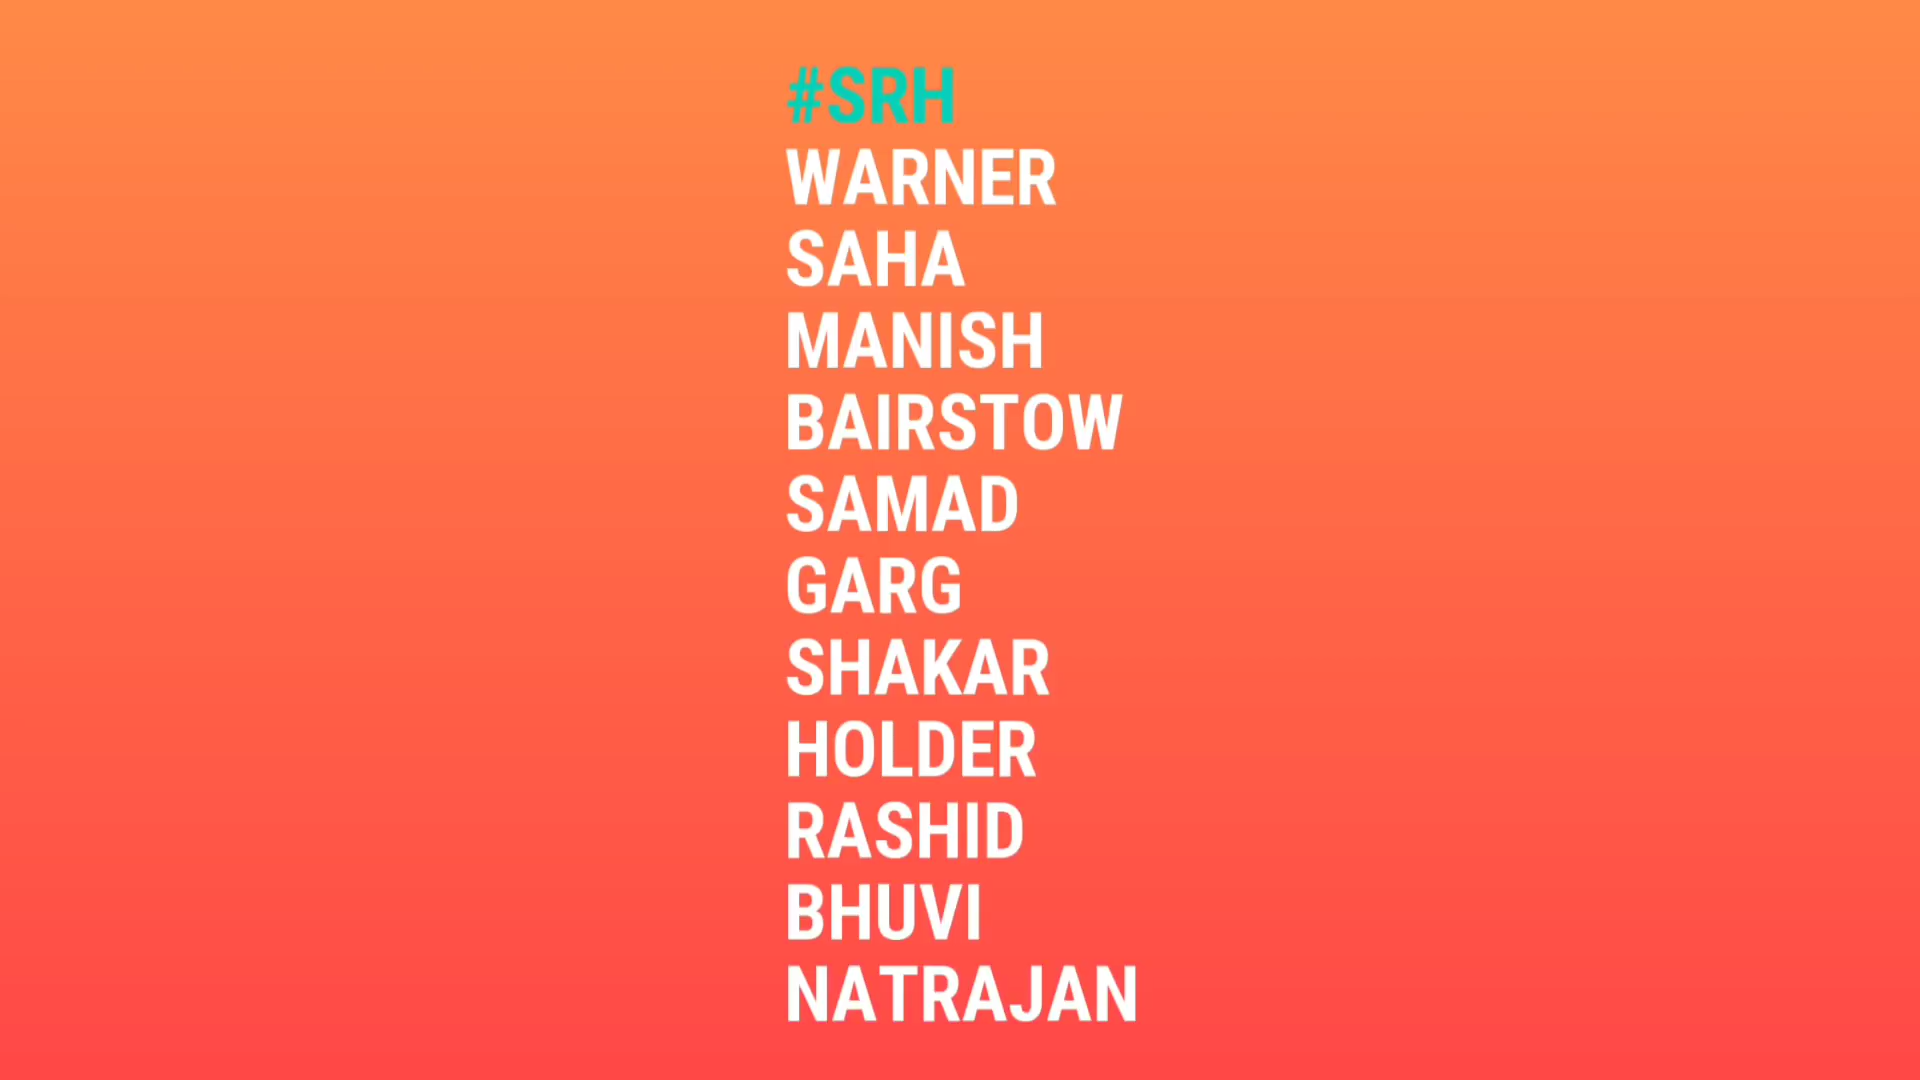 #SRH
WARNER
SAHA
MANISH
BAIRSTOW
SAMAD
GARG
SHAKAR
HOLDER
RASHID
BHUVI
NATRAJAN